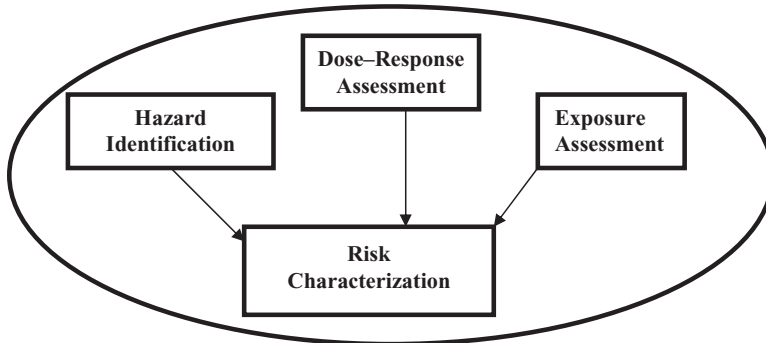 Dose–Response
Assessment
Hazard
Identification
Exposure
Assessment
Risk
Characterization